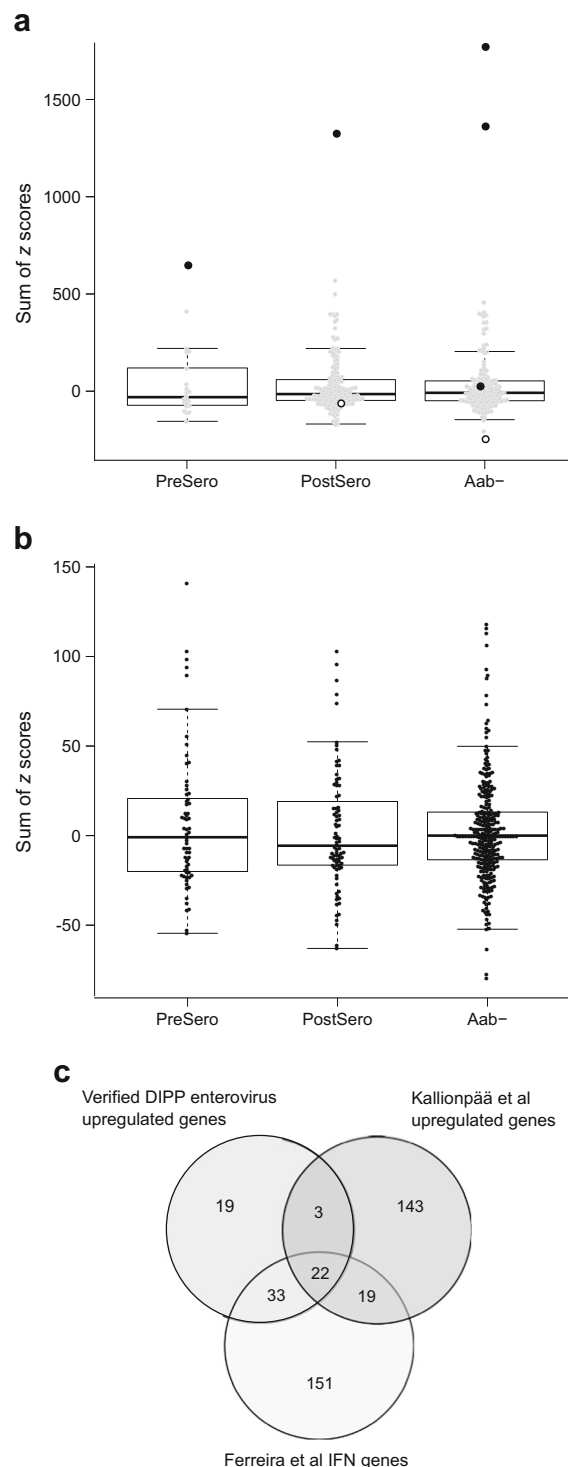 a
1500
1000
500
0
Sum of z scores
PreSero
PostSero
Aab−
b
150
100
50
0
-50
Sum of z scores
PreSero
PostSero
Aab−
c
Verified DIPP enterovirus
upregulated genes
Kallionpää et al
upregulated genes
19
3
143
22
33
19
151
Ferreira et al IFN genes